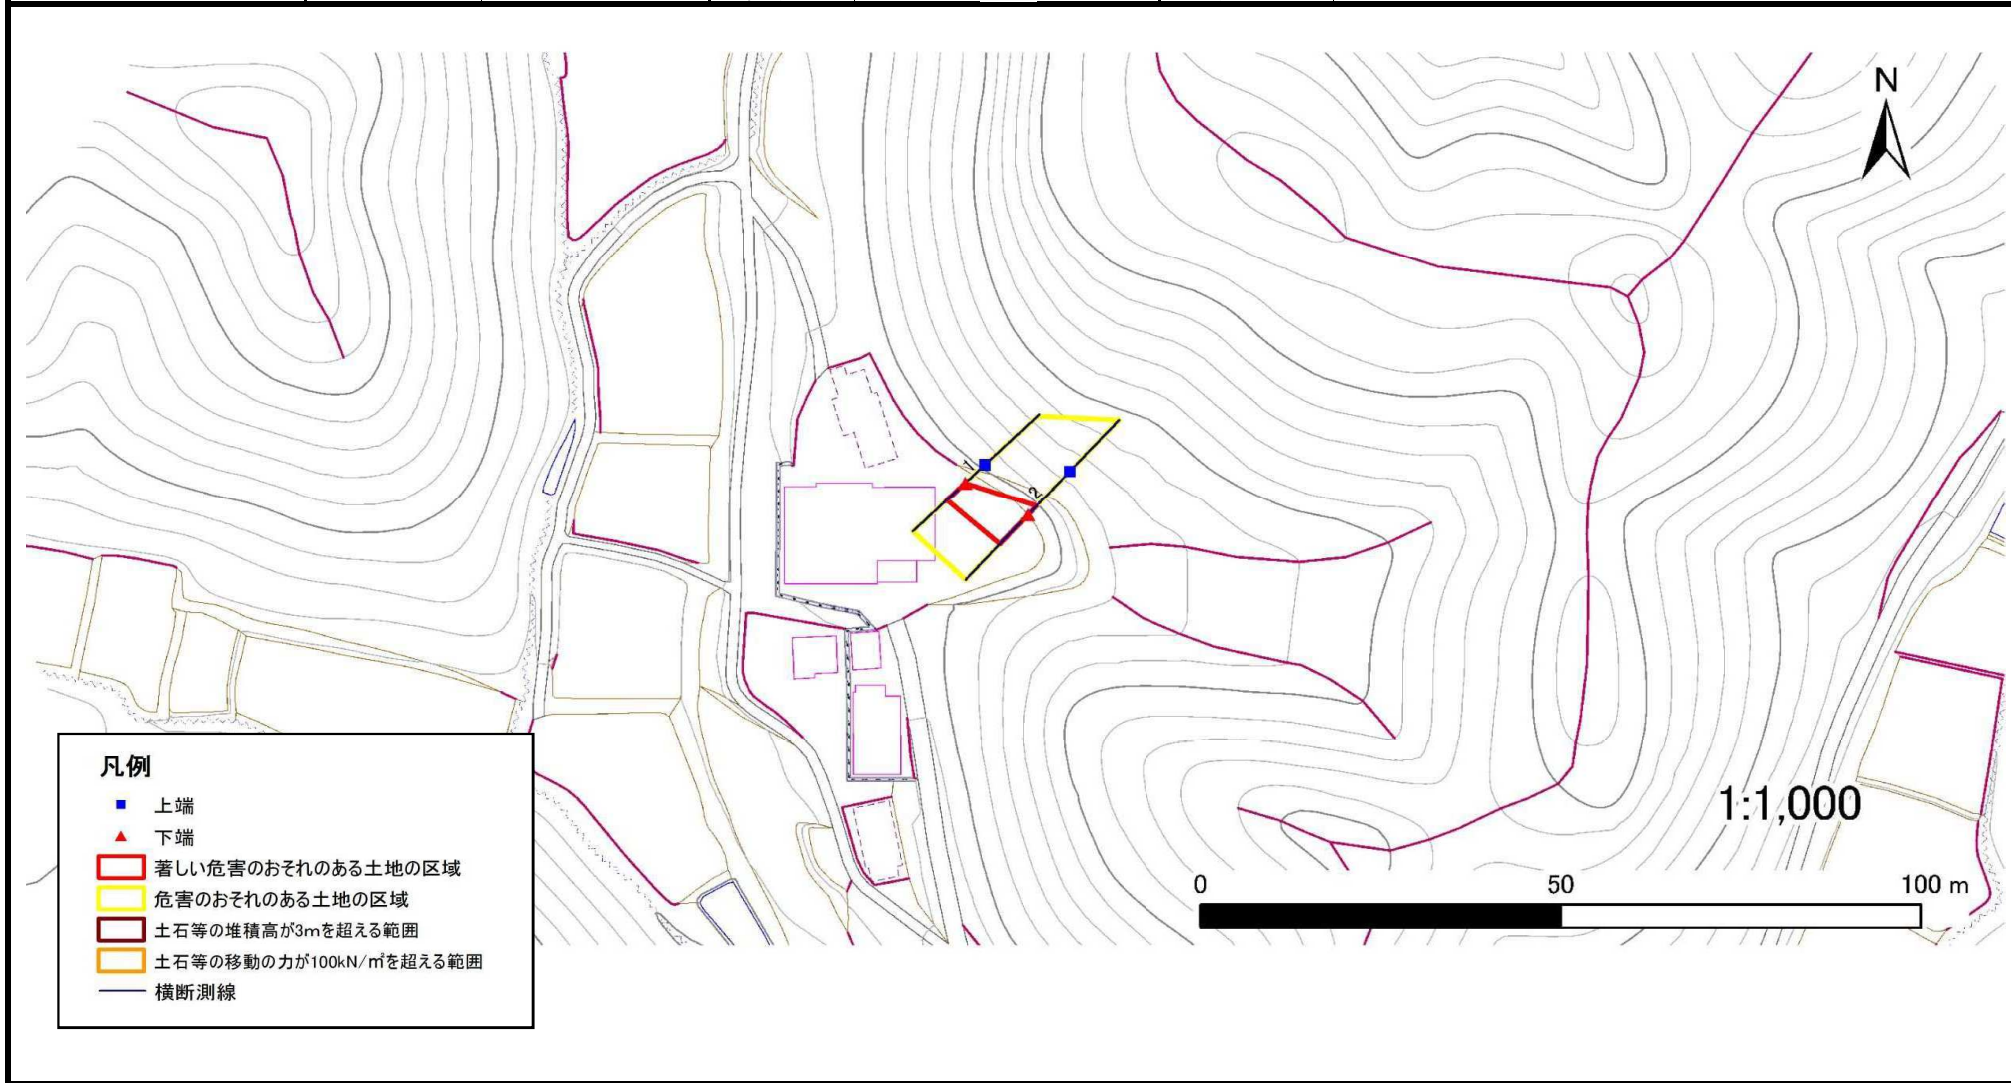 N
1
2
凡例
上端
下端
著しい危害のおそれのある土地の区域
危害のおそれのある土地の区域
土石等の堆積高が3mを超える範囲
土石等の移動の力が100kN/㎡を超える範囲
横断測線
1:1,000
0 50 100 m